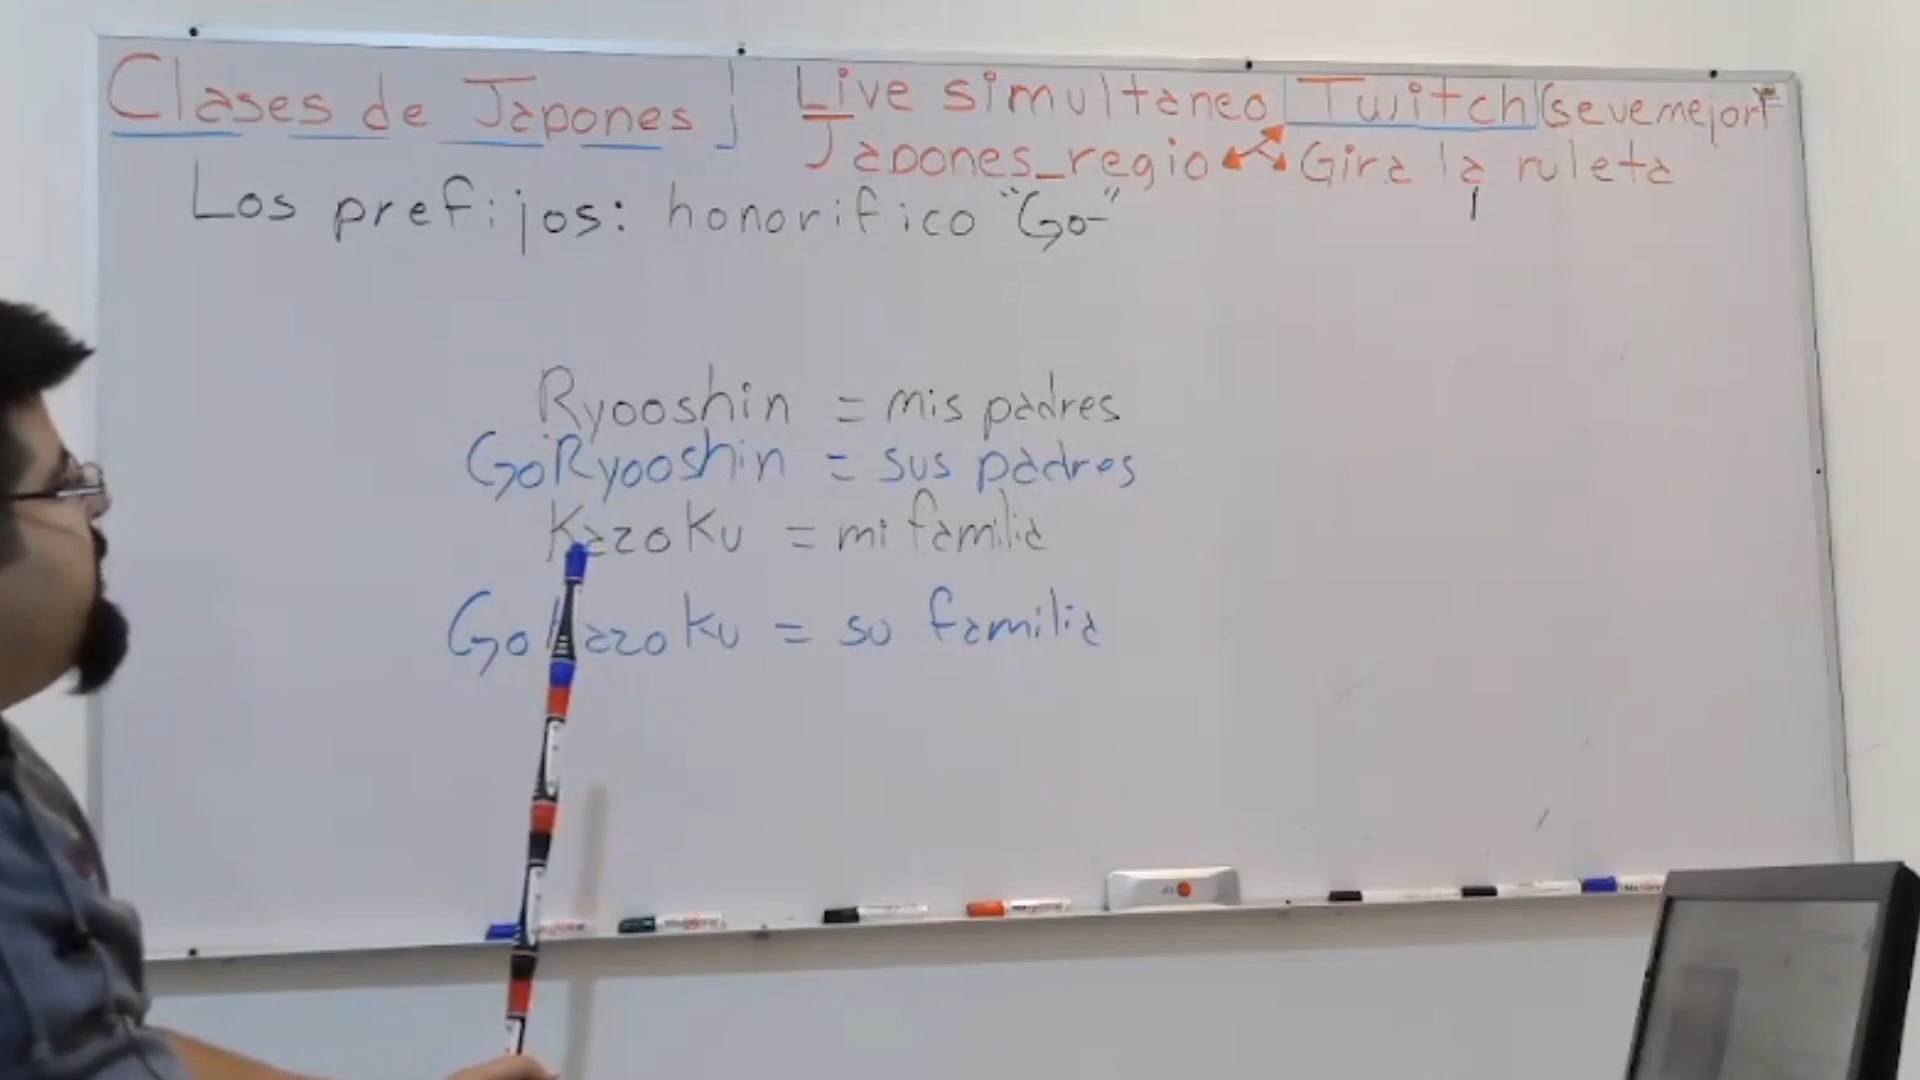 Clases de Japones
Live simultaneo Twitch (se ve mejor
Japones_regio Gira la ruleta
Los prefijos: honorifico "Go-"
Ryooshin = mis padres
GoRyooshin = sus padres
Kazoku = mi familia
GoKazoku = su familia